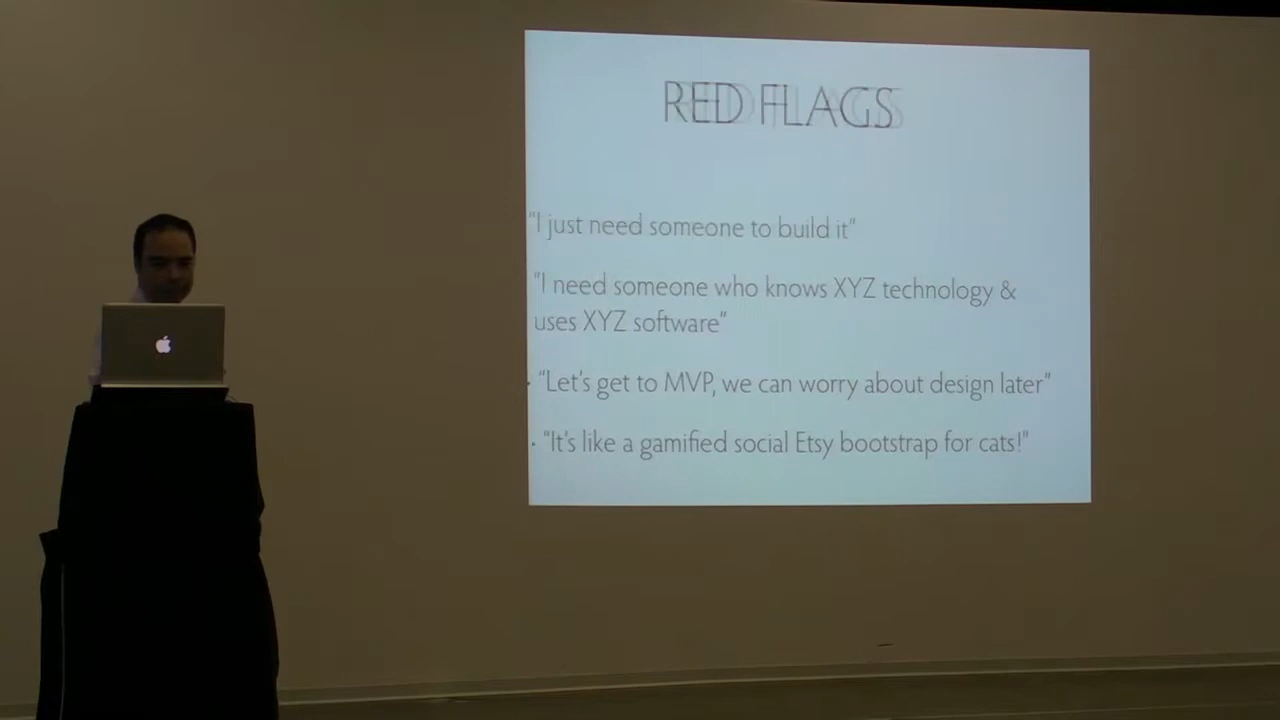 RED FLAGS
"I just need someone to build it"
"I need someone who knows XYZ technology &
uses XYZ software"
· "Let's get to MVP, we can worry about design later"
· "It's like a gamified social Etsy bootstrap for cats!"